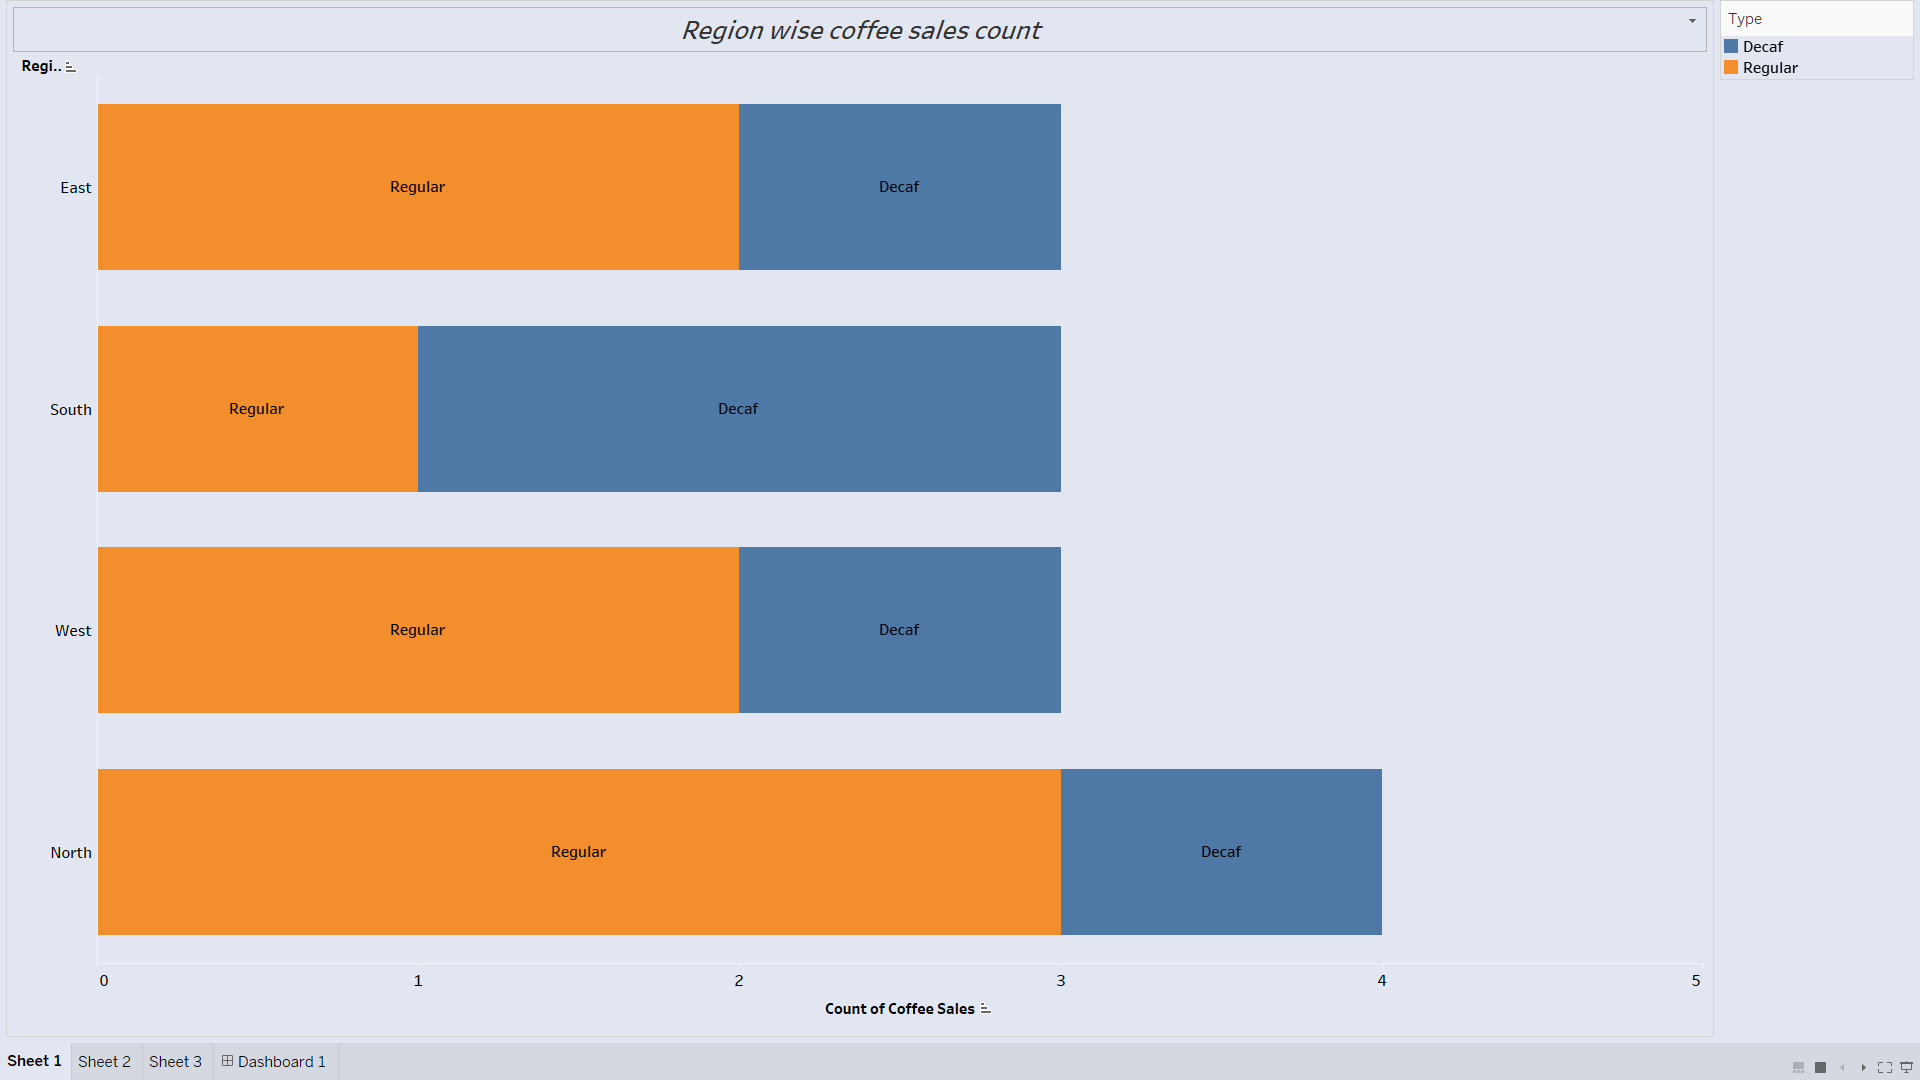 Region wise coffee sales count
Type
Decaf
Regular
Regi..
East
Regular
Decaf
South
Regular
Decaf
West
Regular
Decaf
North
Regular
Decaf
0 1 2 3 4 5
Count of Coffee Sales
Sheet 1 Sheet 2 Sheet 3 Dashboard 1